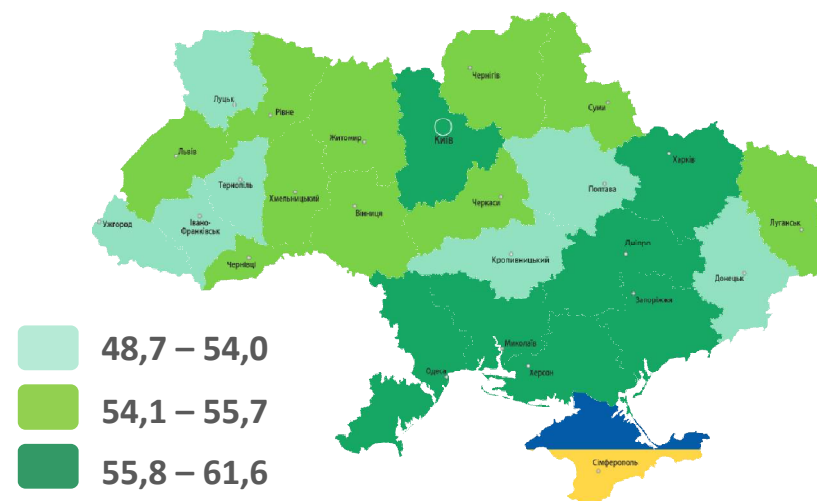 Чернігів
Луцьк
Рівне
Суми
Київ
Житомир
Львів
Харків
Тернопіль
Полтава
Хмельницький
Черкаси
Вінниця
Ужгород
Івано-
Франківськ
Луганськ
Дніпро
Кропивницький
Чернівці
Донецьк
Запоріжжя
Миколаїв
Одеса
Херсон
Сімферополь
48,7 – 54,0
54,1 – 55,7
55,8 – 61,6